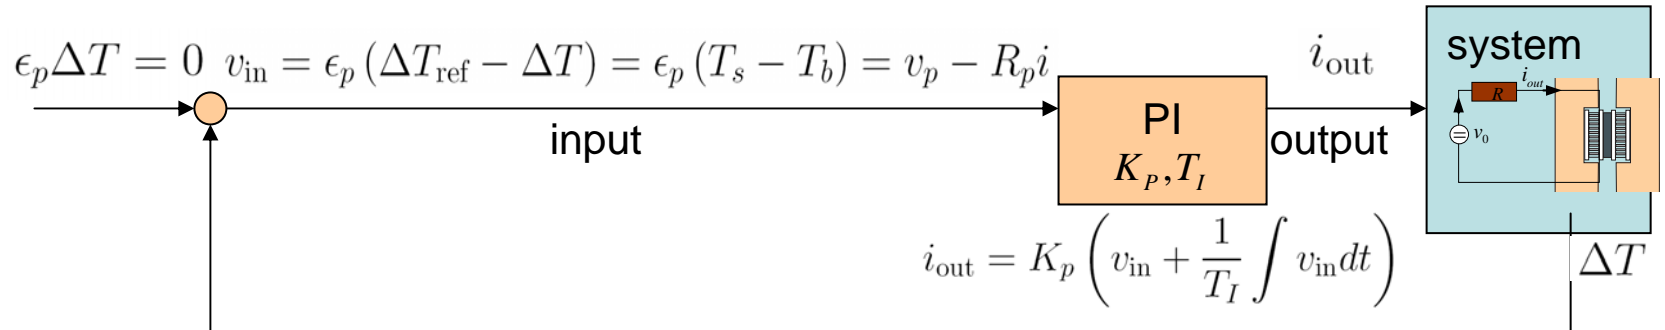 ϵ_pΔT = 0 v_in = ϵ_p (ΔT_ref − ΔT) = ϵ_p (T_s − T_b) = v_p − R_p i
i_out
system
R
i_out
v_0
input
PI
K_P, T_I
output
i_out = K_p (v_in + 1/T_I ∫ v_in dt)
ΔT